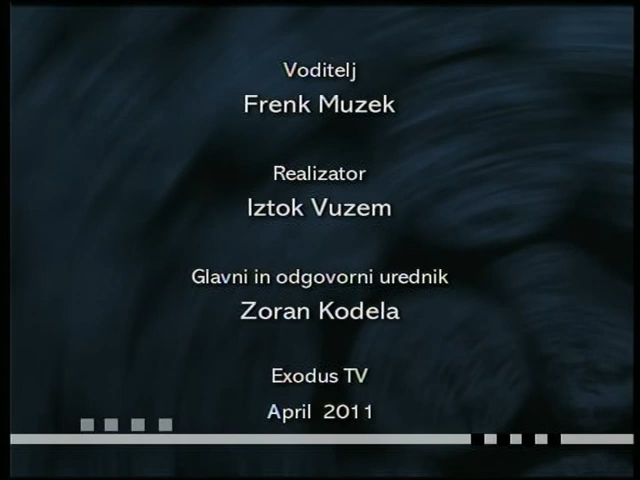 Voditelj
Frenk Muzek
Realizator
Iztok Vuzem
Glavni in odgovorni urednik
Zoran Kodela
Exodus TV
April 2011